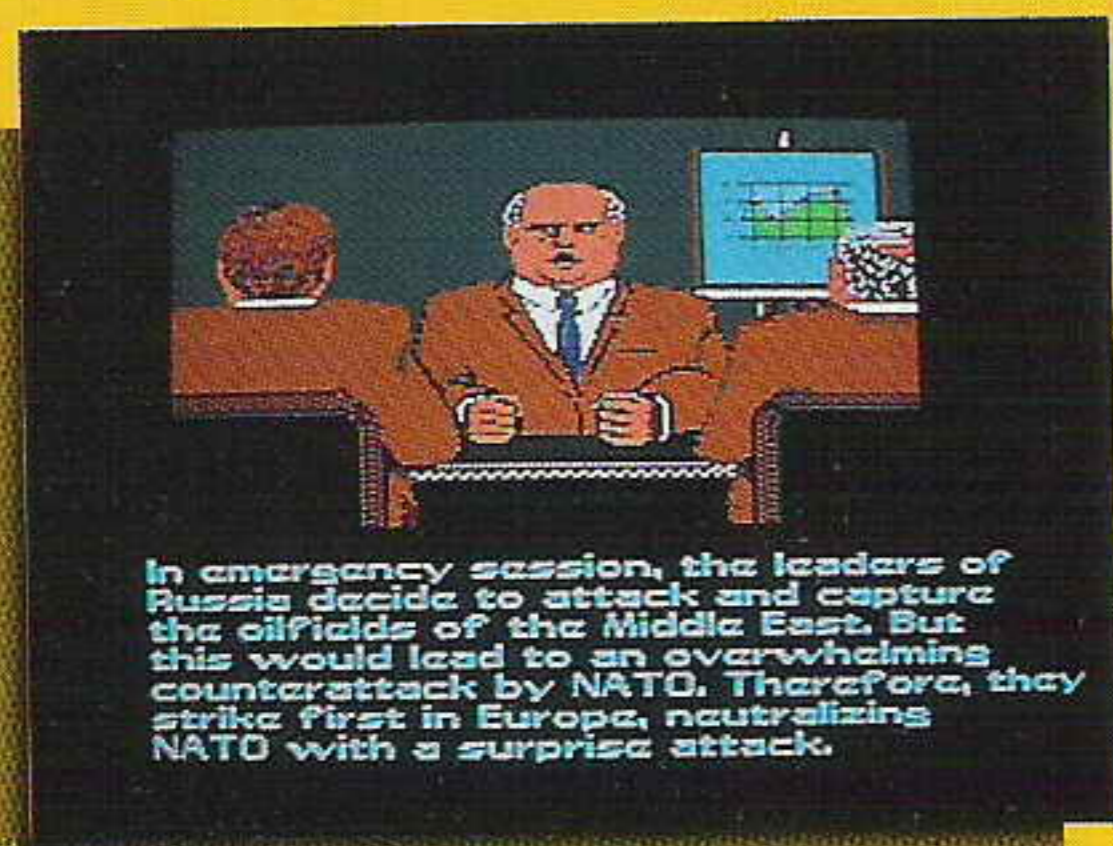 In emergency session, the leaders of
Russia decide to attack and capture
the oilfields of the Middle East. But
this would lead to an overwhelming
counterattack by NATO. Therefore, they
strike first in Europe, neutralizing
NATO with a surprise attack.